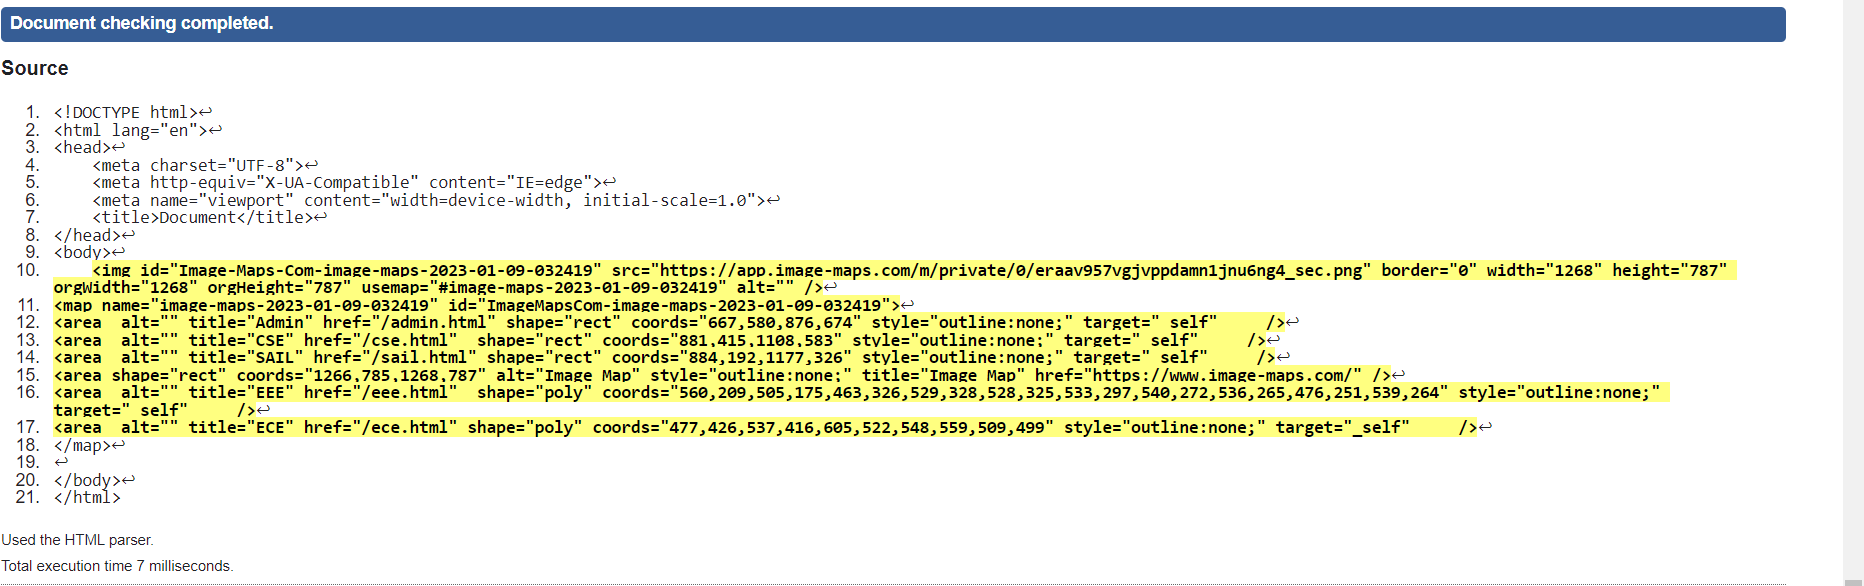 Document checking completed.
Source
1. <!DOCTYPE html>↩
2. <html lang="en">↩
3. <head>↩
4.     <meta charset="UTF-8">↩
5.     <meta http-equiv="X-UA-Compatible" content="IE=edge">↩
6.     <meta name="viewport" content="width=device-width, initial-scale=1.0">↩
7.     <title>Document</title>↩
8. </head>↩
9. <body>↩
10.     <img id="Image-Maps-Com-image-maps-2023-01-09-032419" src="https://app.image-maps.com/m/private/0/eraav957vgjvppdamn1jnu6ng4_sec.png" border="0" width="1268" height="787"
orgWidth="1268" orgHeight="787" usemap="#image-maps-2023-01-09-032419" alt="" />↩
11. <map name="image-maps-2023-01-09-032419" id="ImageMapsCom-image-maps-2023-01-09-032419">↩
12. <area  alt="" title="Admin" href="/admin.html" shape="rect" coords="667,580,876,674" style="outline:none;" target="_self"     />↩
13. <area  alt="" title="CSE" href="/cse.html"  shape="rect" coords="881,415,1108,583" style="outline:none;" target="_self"     />↩
14. <area  alt="" title="SAIL" href="/sail.html" shape="rect" coords="884,192,1177,326" style="outline:none;" target="_self"     />↩
15. <area shape="rect" coords="1266,785,1268,787" alt="Image Map" style="outline:none;" title="Image Map" href="https://www.image-maps.com/" />↩
16. <area  alt="" title="EEE" href="/eee.html"   shape="poly" coords="560,209,505,175,463,326,529,328,528,325,533,297,540,272,536,265,476,251,539,264" style="outline:none;"
target="_self"     />↩
17. <area  alt="" title="ECE" href="/ece.html" shape="poly" coords="477,426,537,416,605,522,548,559,509,499" style="outline:none;" target="_self"     />↩
18. </map>↩
19. ↩
20. </body>↩
21. </html>
Used the HTML parser.
Total execution time 7 milliseconds.